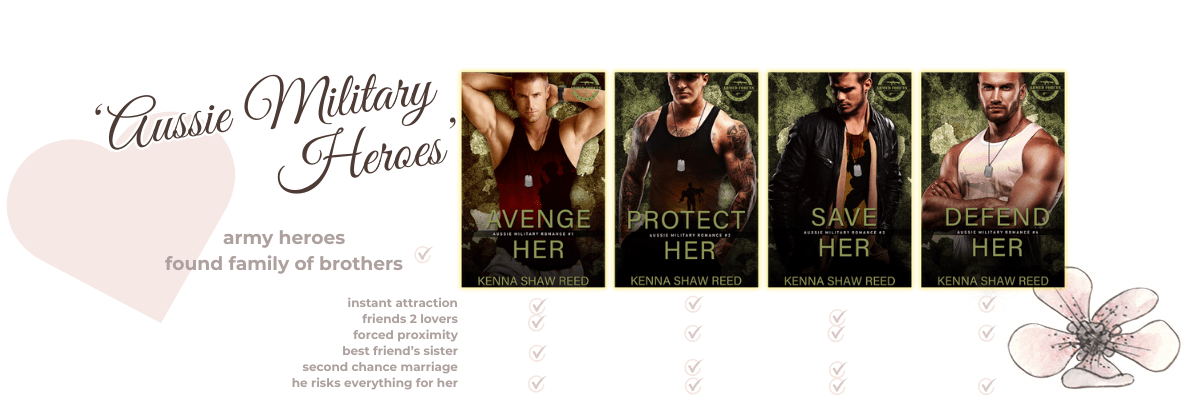 ‘Aussie Military
Heroes’
army heroes
found family of brothers
AVENGE
AUSSIE MILITARY ROMANCE #1
HER
KENNA SHAW REED
PROTECT
AUSSIE MILITARY ROMANCE #2
HER
KENNA SHAW REED
SAVE
AUSSIE MILITARY ROMANCE #3
HER
KENNA SHAW REED
DEFEND
AUSSIE MILITARY ROMANCE #4
HER
KENNA SHAW REED
instant attraction
friends 2 lovers
forced proximity
best friend’s sister
second chance marriage
he risks everything for her